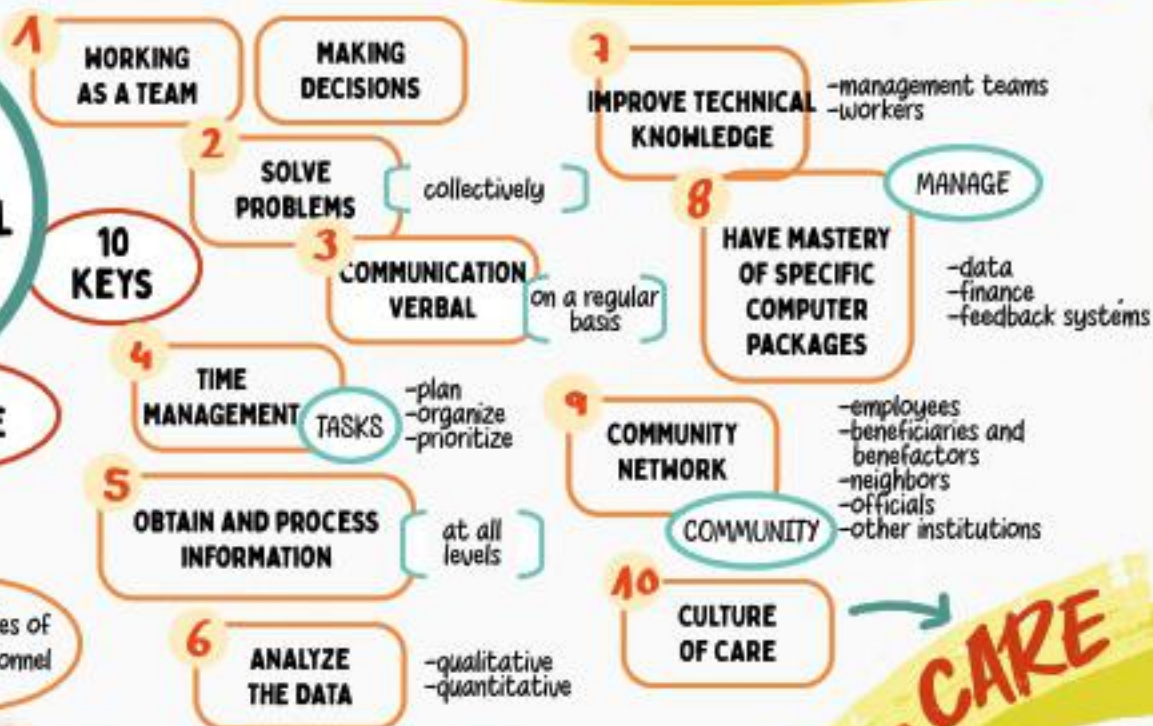 1
WORKING
AS A TEAM
MAKING
DECISIONS
2
SOLVE
PROBLEMS
collectively
3
COMMUNICATION
VERBAL
on a regular
basis
10
KEYS
4
TIME
MANAGEMENT
TASKS
-plan
-organize
-prioritize
5
OBTAIN AND PROCESS
INFORMATION
at all
levels
6
ANALYZE
THE DATA
-qualitative
-quantitative
7
IMPROVE TECHNICAL
KNOWLEDGE
-management teams
-workers
8
HAVE MASTERY
OF SPECIFIC
COMPUTER
PACKAGES
MANAGE
-data
-finance
-feedback systems
9
COMMUNITY
NETWORK
COMMUNITY
-employees
-beneficiaries and
benefactors
-neighbors
-officials
-other institutions
10
CULTURE
OF CARE
CARE
L
E
es of
onnel